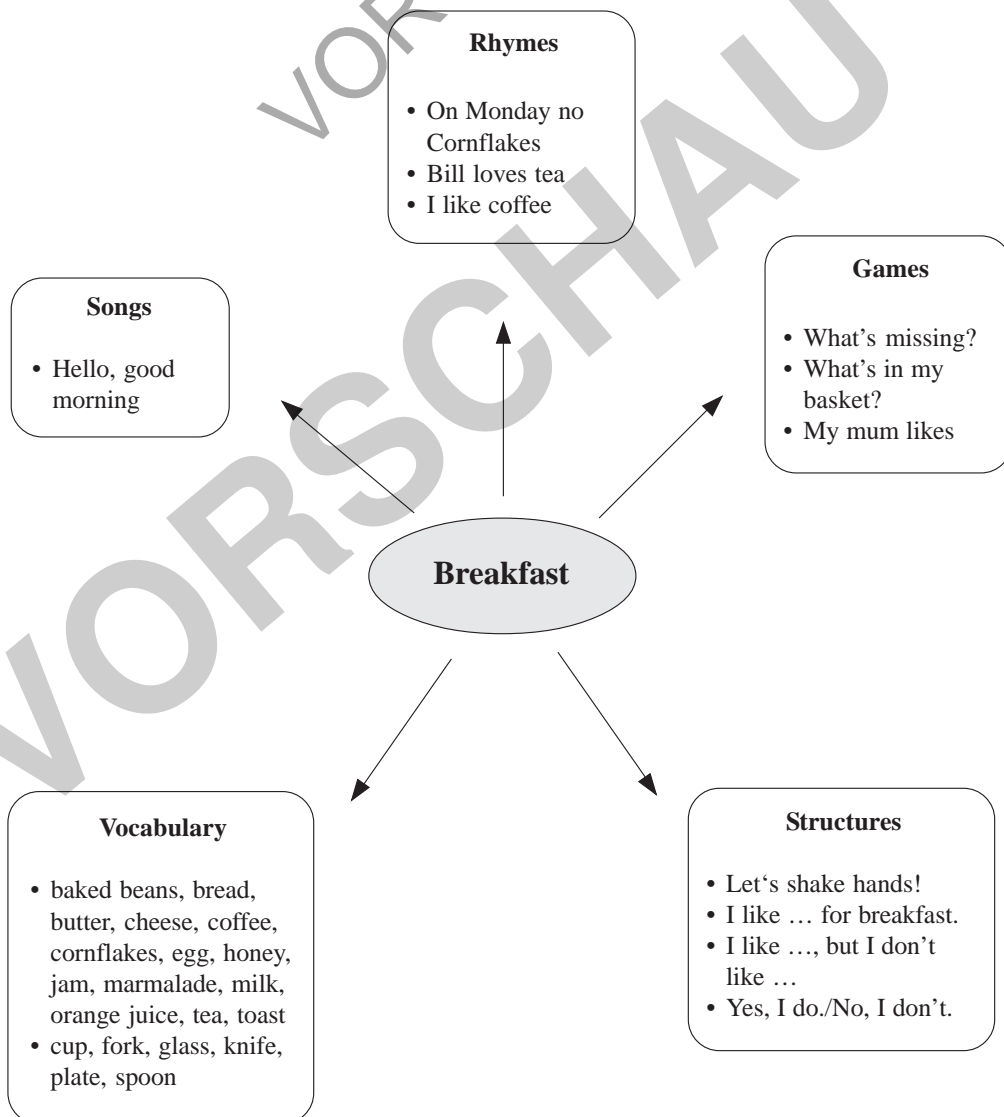 VOR
Rhymes
• On Monday no
Cornflakes
• Bill loves tea
• I like coffee
Games
• What's missing?
• What's in my
basket?
• My mum likes
Songs
• Hello, good
morning
VORSCHAU
Breakfast
Vocabulary
• baked beans, bread,
butter, cheese, coffee,
cornflakes, egg, honey,
jam, marmalade, milk,
orange juice, tea, toast
• cup, fork, glass, knife,
plate, spoon
Structures
• Let‘s shake hands!
• I like … for breakfast.
• I like …, but I don't
like …
• Yes, I do./No, I don't.